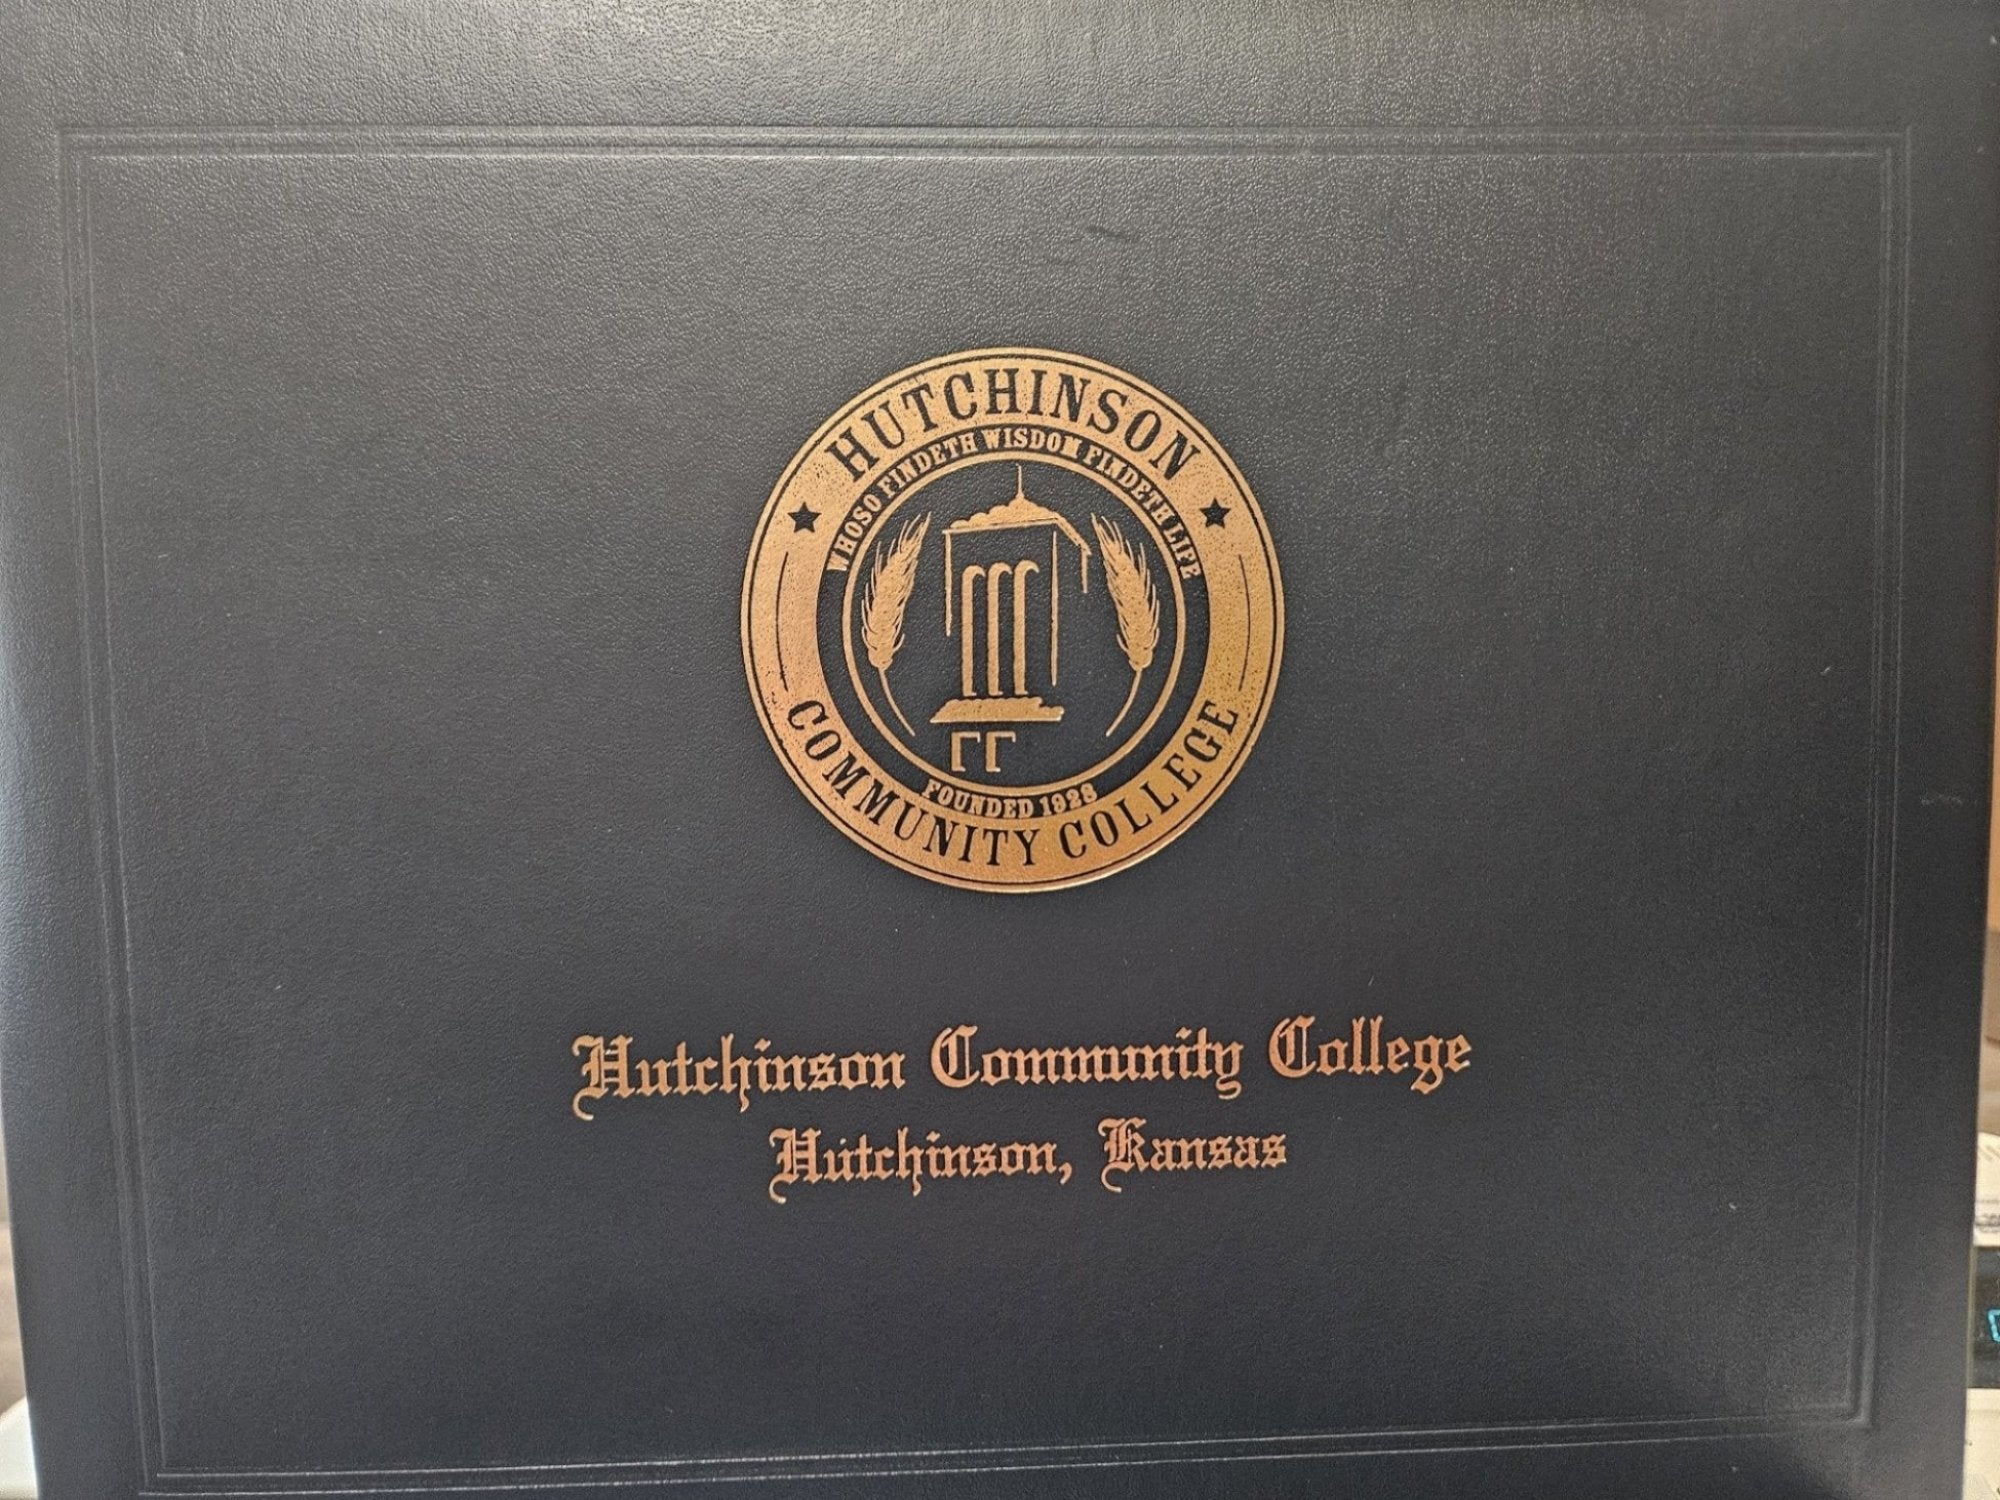 HUTCHINSON
WHOSO FINDETH WISDOM FINDETH LIFE
FOUNDED 1928
COMMUNITY COLLEGE
Hutchinson Community College
Hutchinson, Kansas